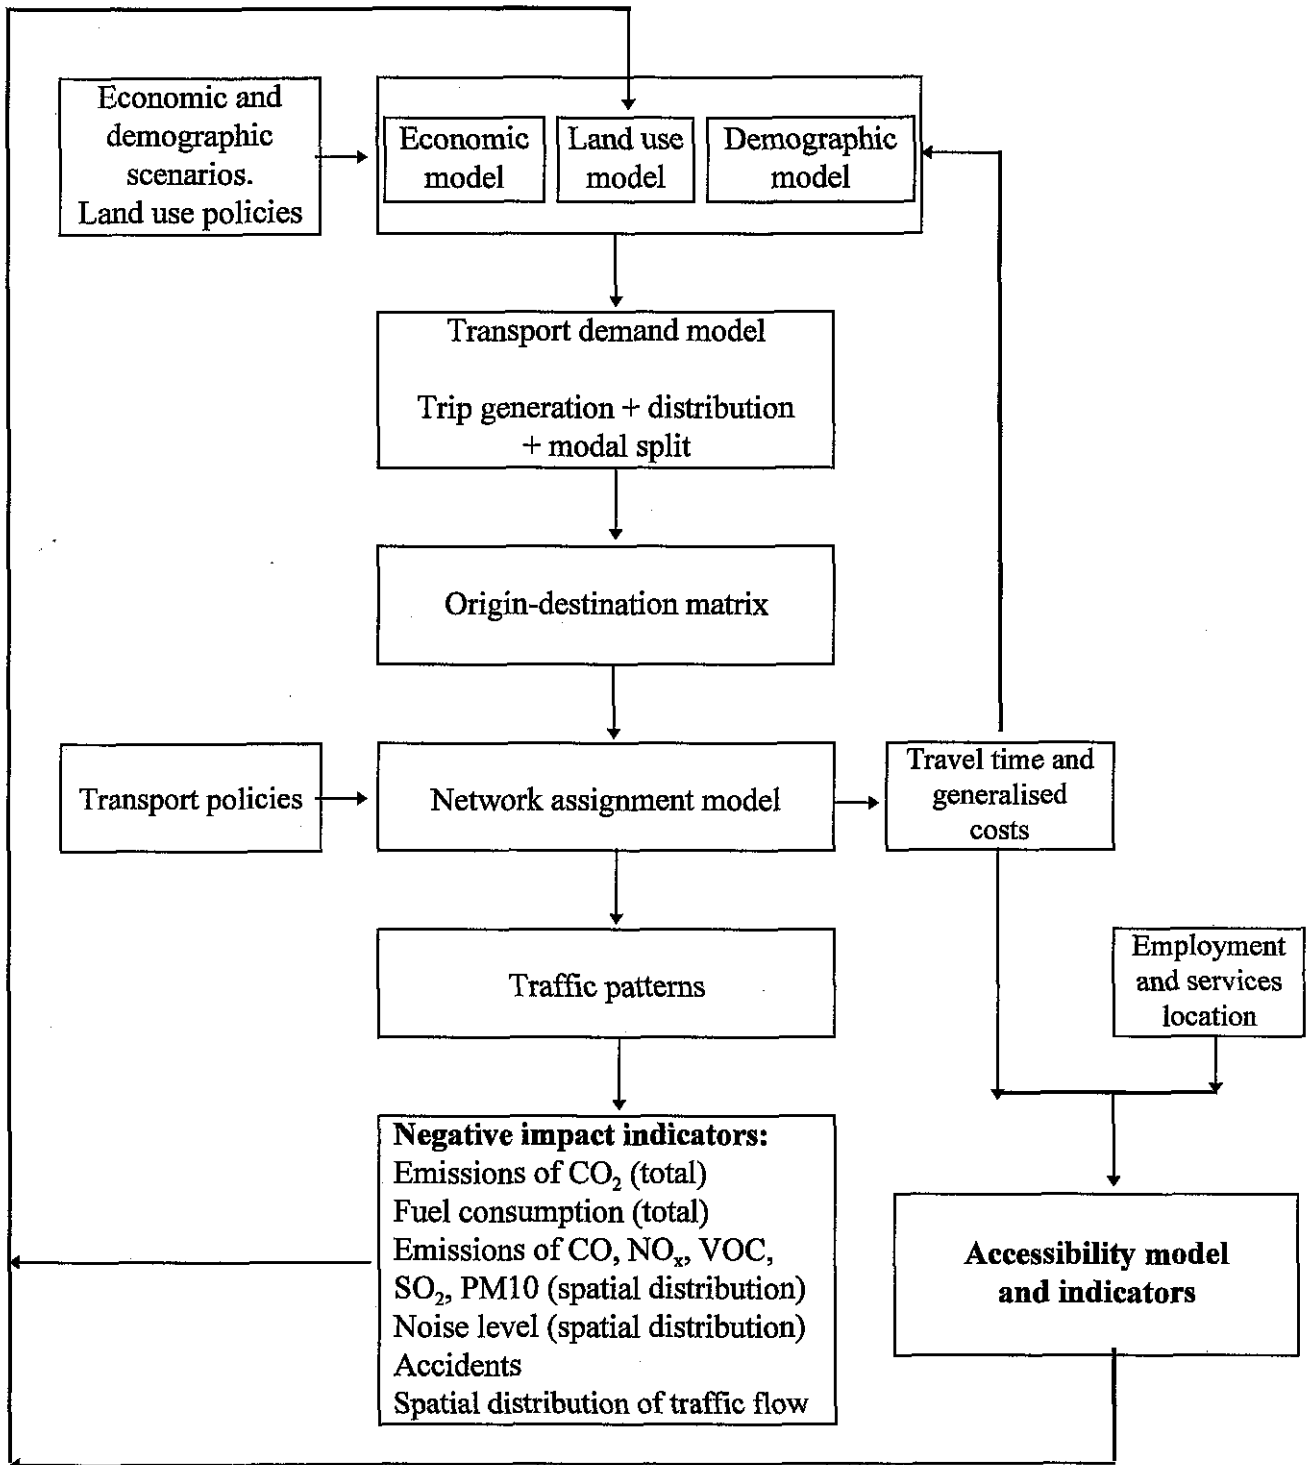 Economic and
demographic
scenarios.
Land use policies
Economic
model
Land use
model
Demographic
model
Transport demand model
Trip generation + distribution
+ modal split
Origin-destination matrix
Transport policies
Network assignment model
Travel time and
generalised
costs
Traffic patterns
Employment
and services
location
Negative impact indicators:
Emissions of CO₂ (total)
Fuel consumption (total)
Emissions of CO, NOₓ, VOC,
SO₂, PM10 (spatial distribution)
Noise level (spatial distribution)
Accidents
Spatial distribution of traffic flow
Accessibility model
and indicators